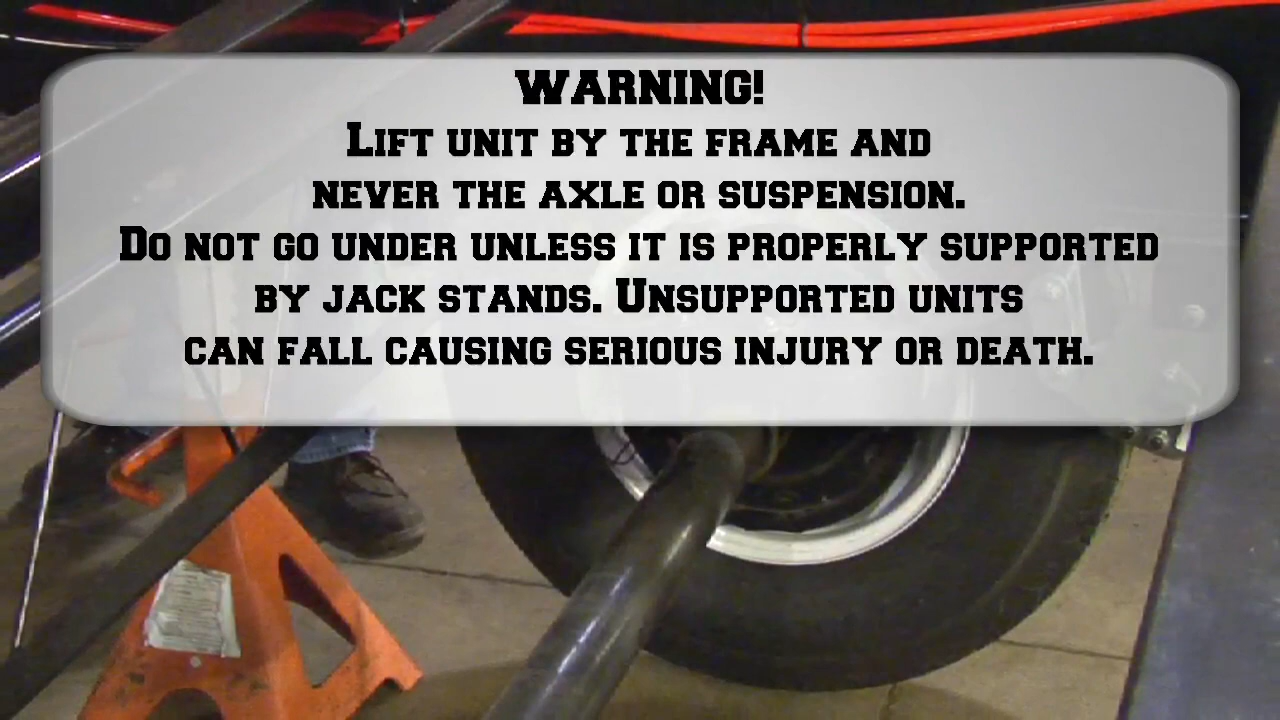 WARNING!
Lift unit by the frame and
never the axle or suspension.
Do not go under unless it is properly supported
by jack stands. Unsupported units
can fall causing serious injury or death.